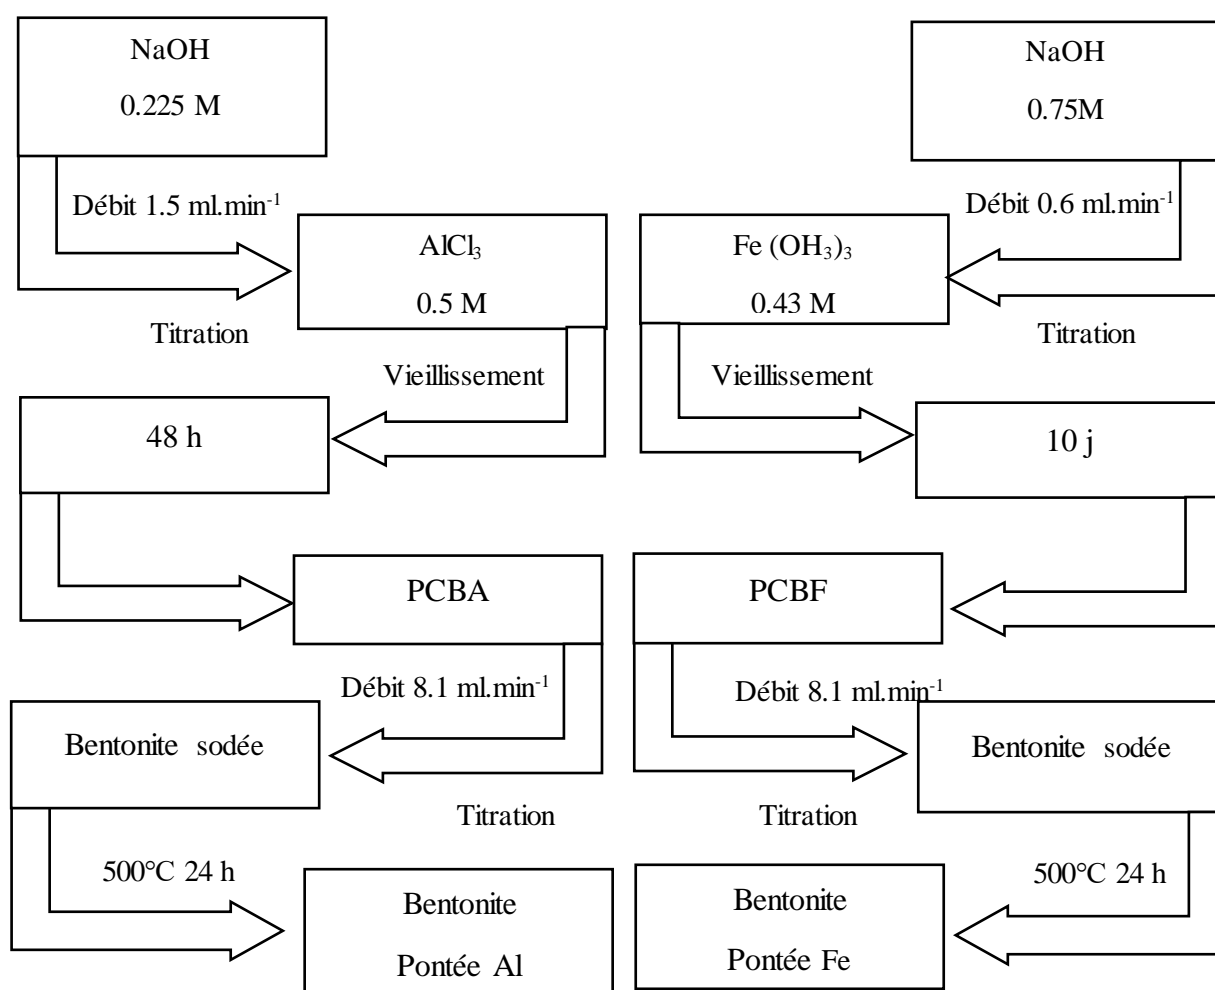 NaOH
0.225 M
NaOH
0.75M
Débit 1.5 ml.min⁻¹
Débit 0.6 ml.min⁻¹
AlCl₃
0.5 M
Fe (OH₃)₃
0.43 M
Titration
Titration
Vieillissement
Vieillissement
48 h
10 j
PCBA
PCBF
Débit 8.1 ml.min⁻¹
Débit 8.1 ml.min⁻¹
Bentonite sodée
Bentonite sodée
Titration
Titration
500°C 24 h
500°C 24 h
Bentonite
Pontée Al
Bentonite
Pontée Fe